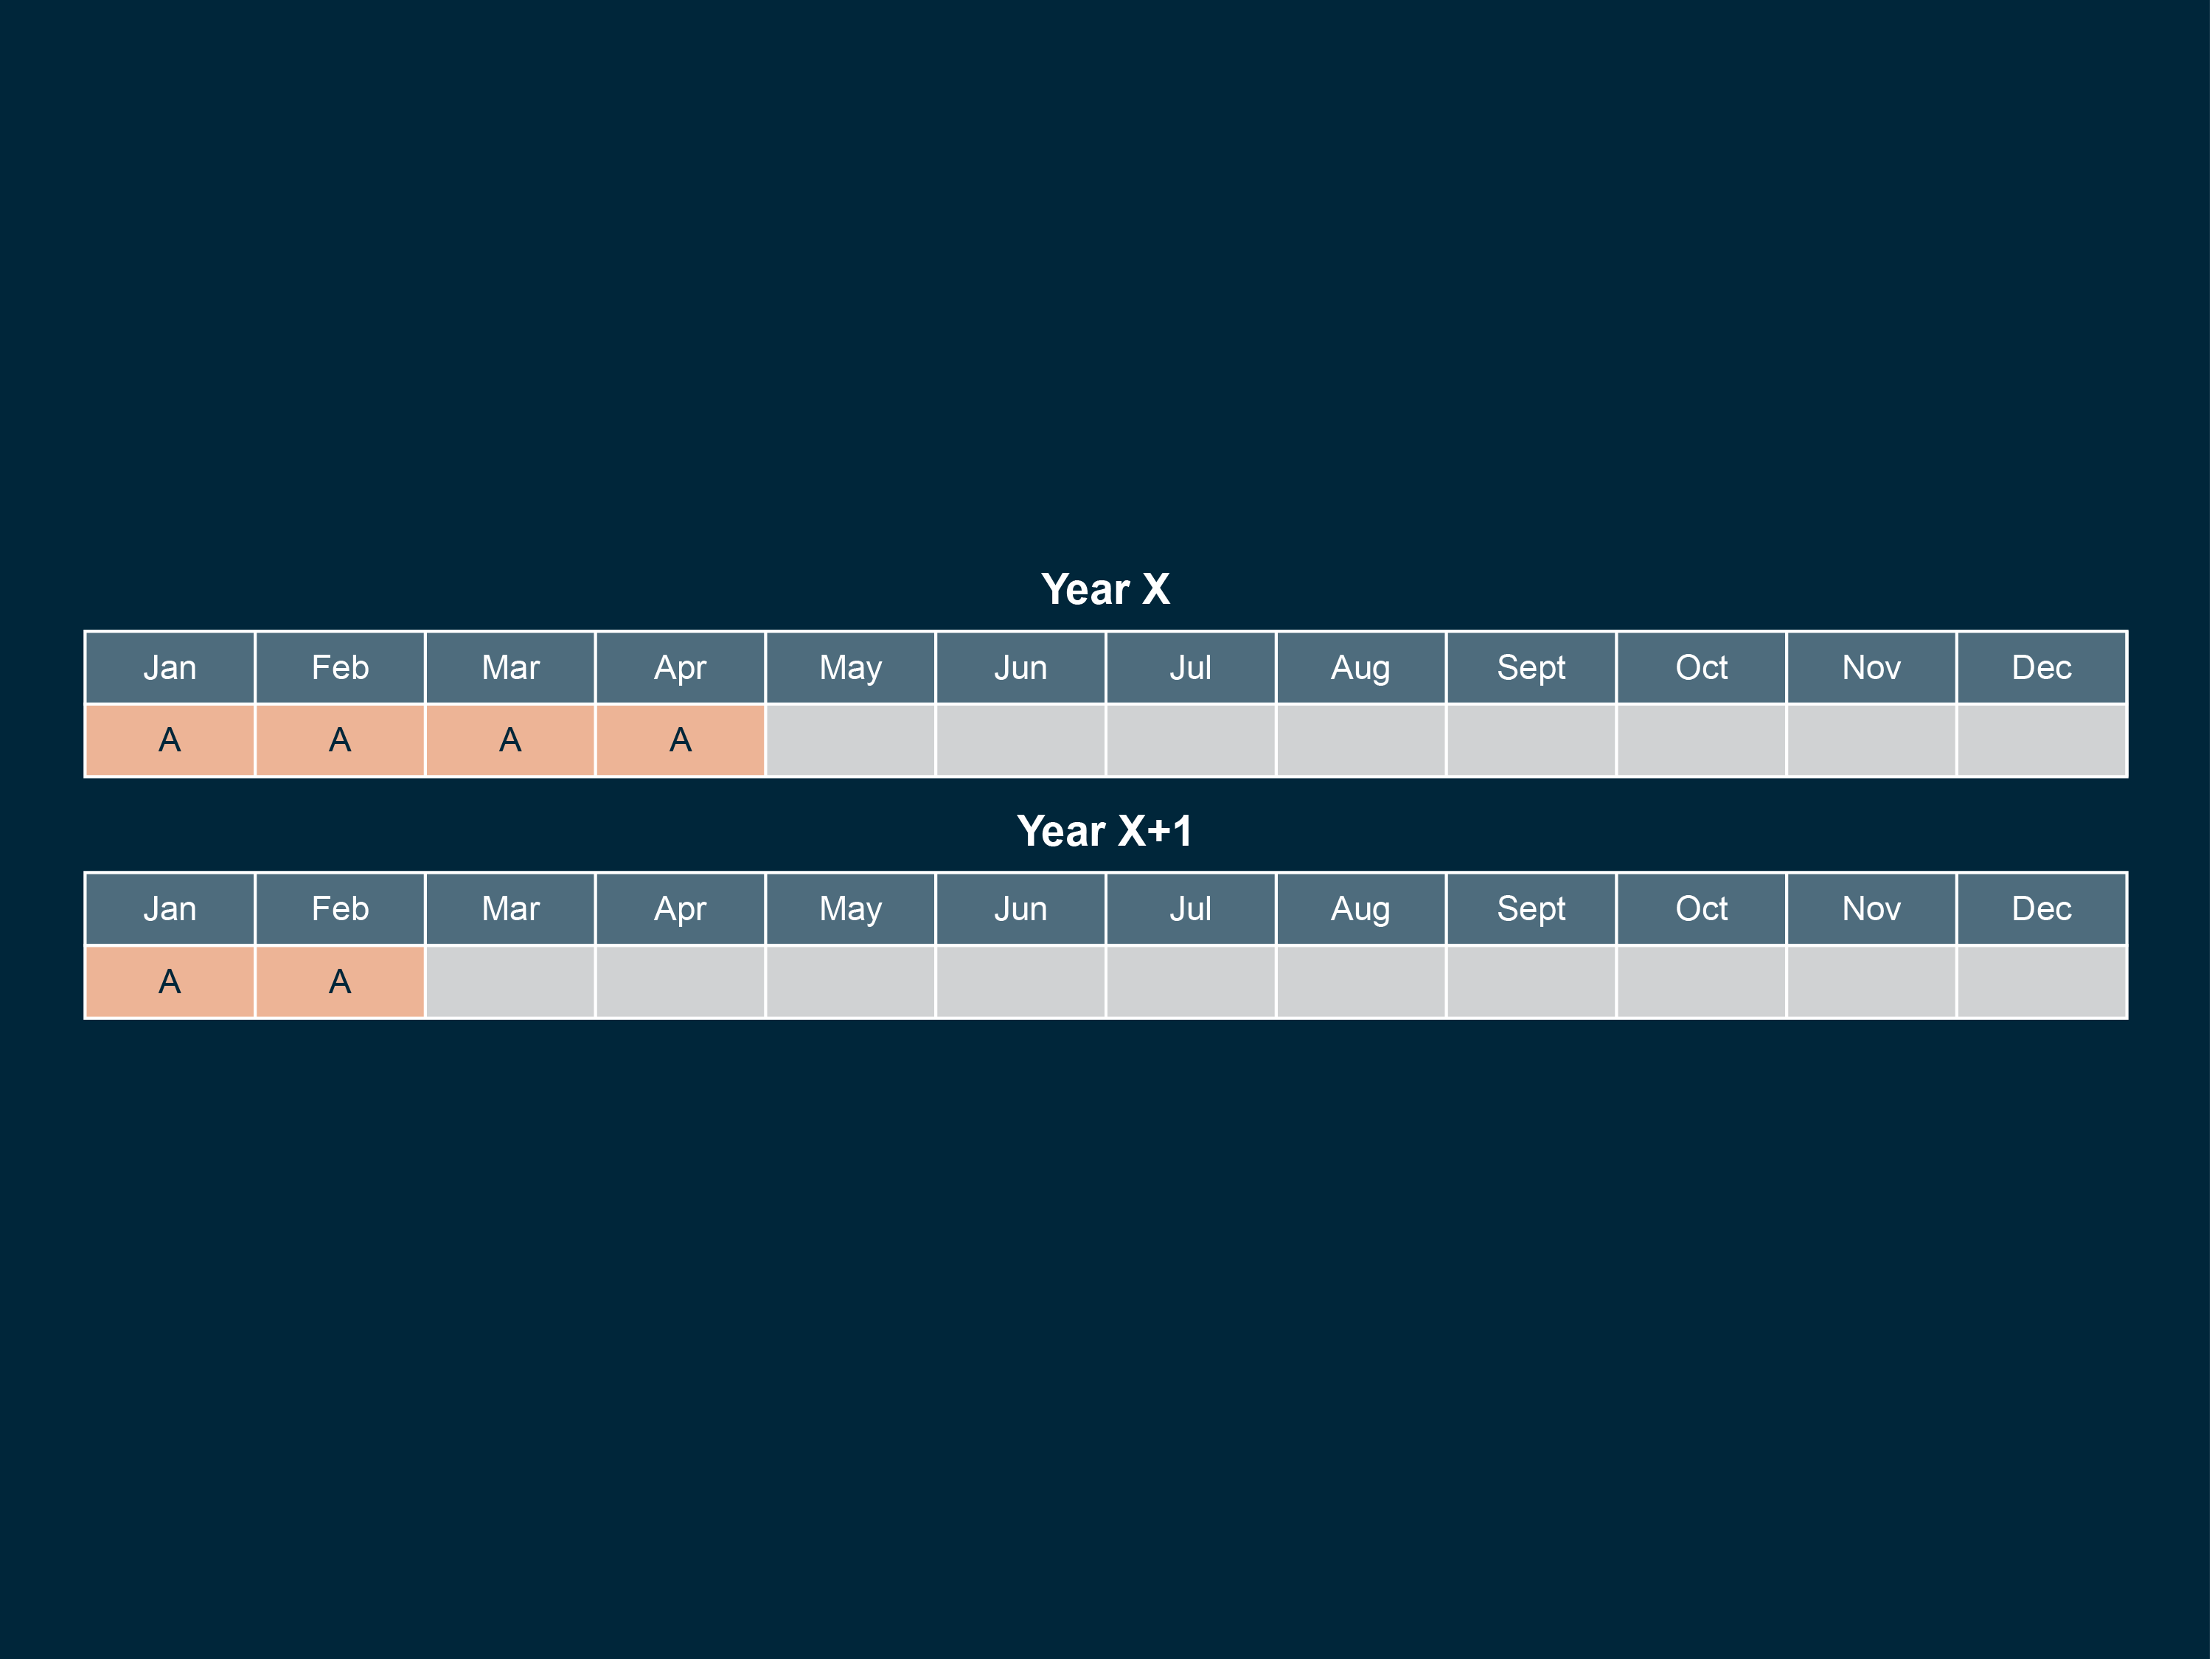 Year X
Jan Feb Mar Apr May Jun Jul Aug Sept Oct Nov Dec
A A A A
Year X+1
Jan Feb Mar Apr May Jun Jul Aug Sept Oct Nov Dec
A A